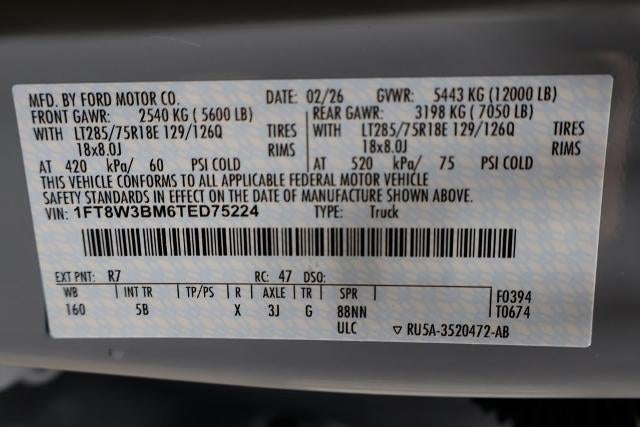 MFD. BY FORD MOTOR CO. DATE: 02/26 GVWR: 5443 KG (12000 LB)
FRONT GAWR: 2540 KG (5600 LB) REAR GAWR: 3198 KG (7050 LB)
WITH LT285/75R18E 129/126Q TIRES WITH LT285/75R18E 129/126Q TIRES
18x8.0J RIMS 18x8.0J RIMS
AT 420 kPa/ 60 PSI COLD AT 520 kPa/ 75 PSI COLD
THIS VEHICLE CONFORMS TO ALL APPLICABLE FEDERAL MOTOR VEHICLE
SAFETY STANDARDS IN EFFECT ON THE DATE OF MANUFACTURE SHOWN ABOVE.
VIN: 1FT8W3BM6TED75224 TYPE: Truck
EXT PNT: R7 RC: 47 DSO:
WB INT TR TP/PS R AXLE TR SPR F0394
160 5B X 3J G 88NN T0674
ULC ▽ RU5A-3520472-AB